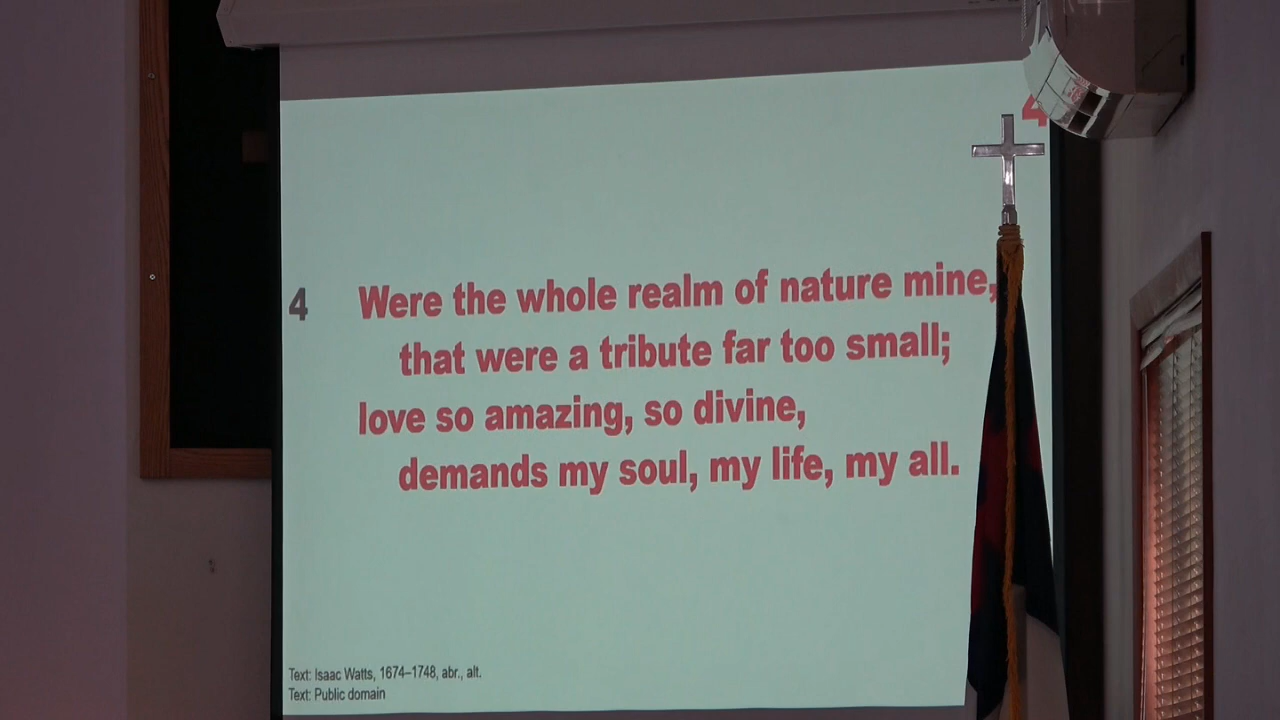 4
4 Were the whole realm of nature mine,
that were a tribute far too small;
love so amazing, so divine,
demands my soul, my life, my all.
Text: Isaac Watts, 1674–1748, abr., alt.
Text: Public domain